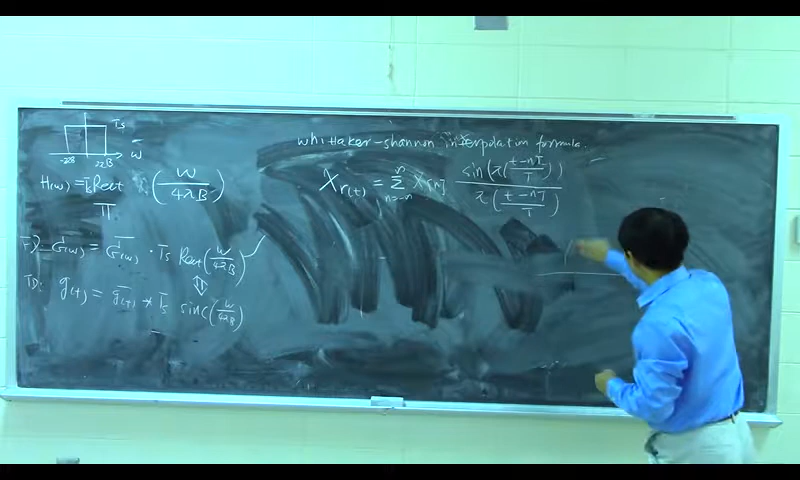 Ts
-2πB 2πB w
H(w) = Ts Rect (w/4πB)
Π
FD: G(w) = G̅(w) · Ts Rect(w/4πB) ✓
⇕
TD: g(t) = g̅(t) * Ts sinc(w/4πB)
Whittaker-Shannon interpolation formula.
Xr(t) = Σ n=-∞ ∞ X[n] sin(π(t-nT/T)) / π(t-nT/T)